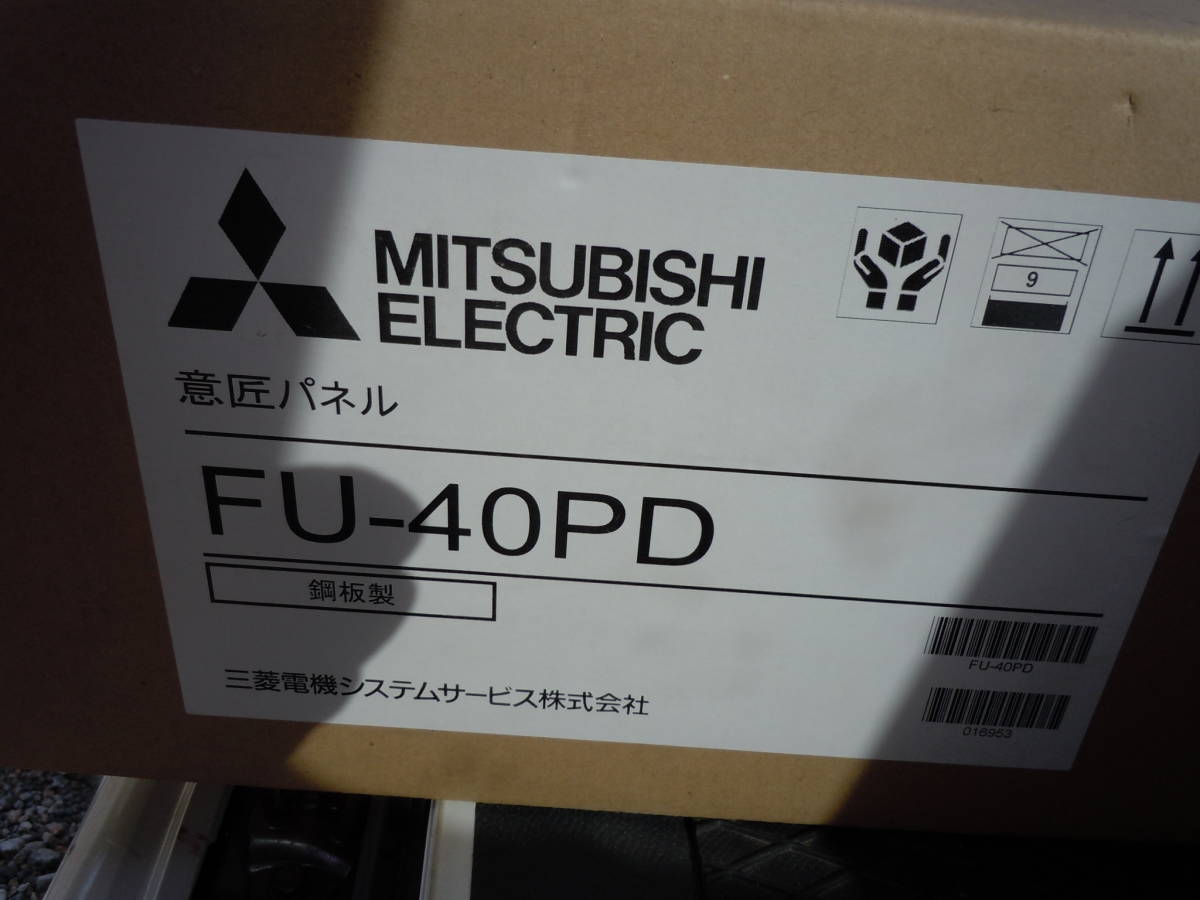 MITSUBISHI
ELECTRIC
9
意匠パネル
FU-40PD
鋼板製
FU-40PD
三菱電機システムサービス株式会社
016953